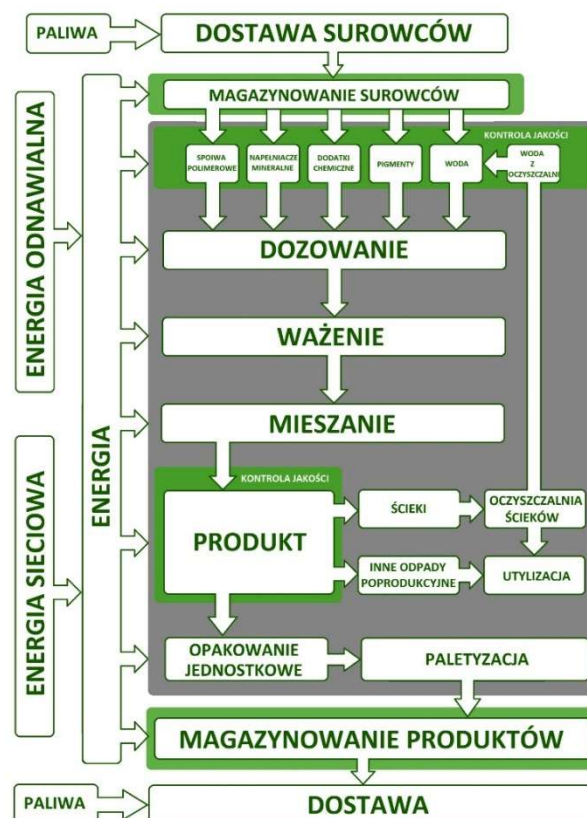 PALIWA
DOSTAWA SUROWCÓW
MAGAZYNOWANIE SUROWCÓW
KONTROLA JAKOŚCI
SPOIWA
POLIMEROWE
NAPEŁNIACZE
MINERALNE
DODATKI
CHEMICZNE
PIGMENTY
WODA
WODA
Z
OCZYSZCZALNI
DOZOWANIE
WAŻENIE
MIESZANIE
ENERGIA ODNAWIALNA
ENERGIA
ENERGIA SIECIOWA
KONTROLA JAKOŚCI
PRODUKT
ŚCIEKI
OCZYSZCZALNIA
ŚCIEKÓW
INNE ODPADY
POPRODUKCYJNE
UTYLIZACJA
OPAKOWANIE
JEDNOSTKOWE
PALETYZACJA
MAGAZYNOWANIE PRODUKTÓW
PALIWA
DOSTAWA